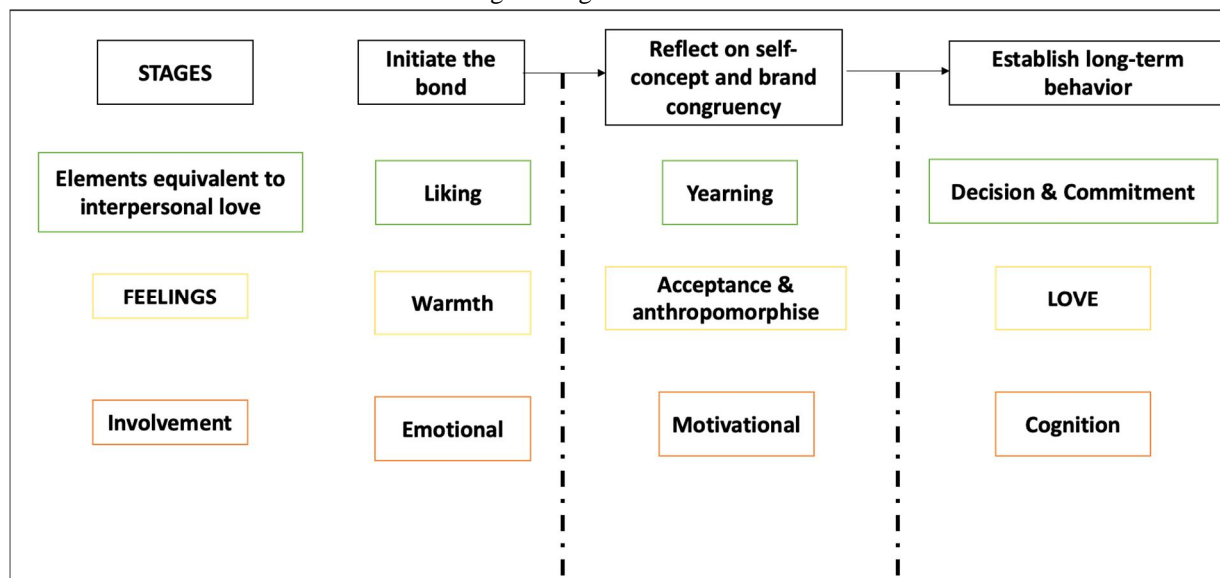 STAGES
Initiate the
bond
Reflect on self-
concept and brand
congruency
Establish long-term
behavior
Elements equivalent to
interpersonal love
Liking
Yearning
Decision & Commitment
FEELINGS
Warmth
Acceptance &
anthropomorphise
LOVE
Involvement
Emotional
Motivational
Cognition